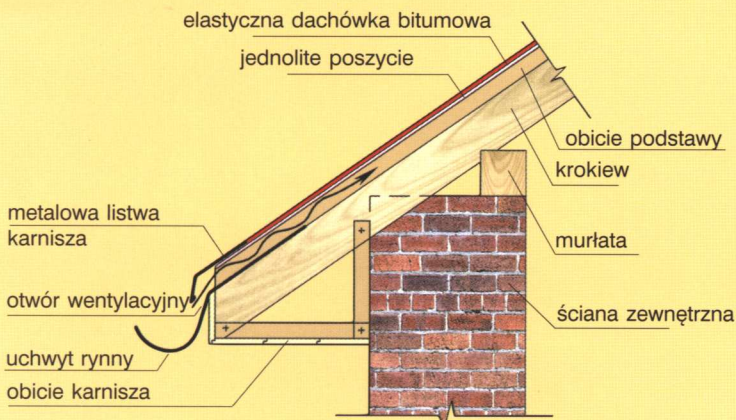 elastyczna dachówka bitumowa
jednolite poszycie
obicie podstawy
krokiew
metalowa listwa
karnisza
murłata
otwór wentylacyjny
ściana zewnętrzna
uchwyt rynny
obicie karnisza